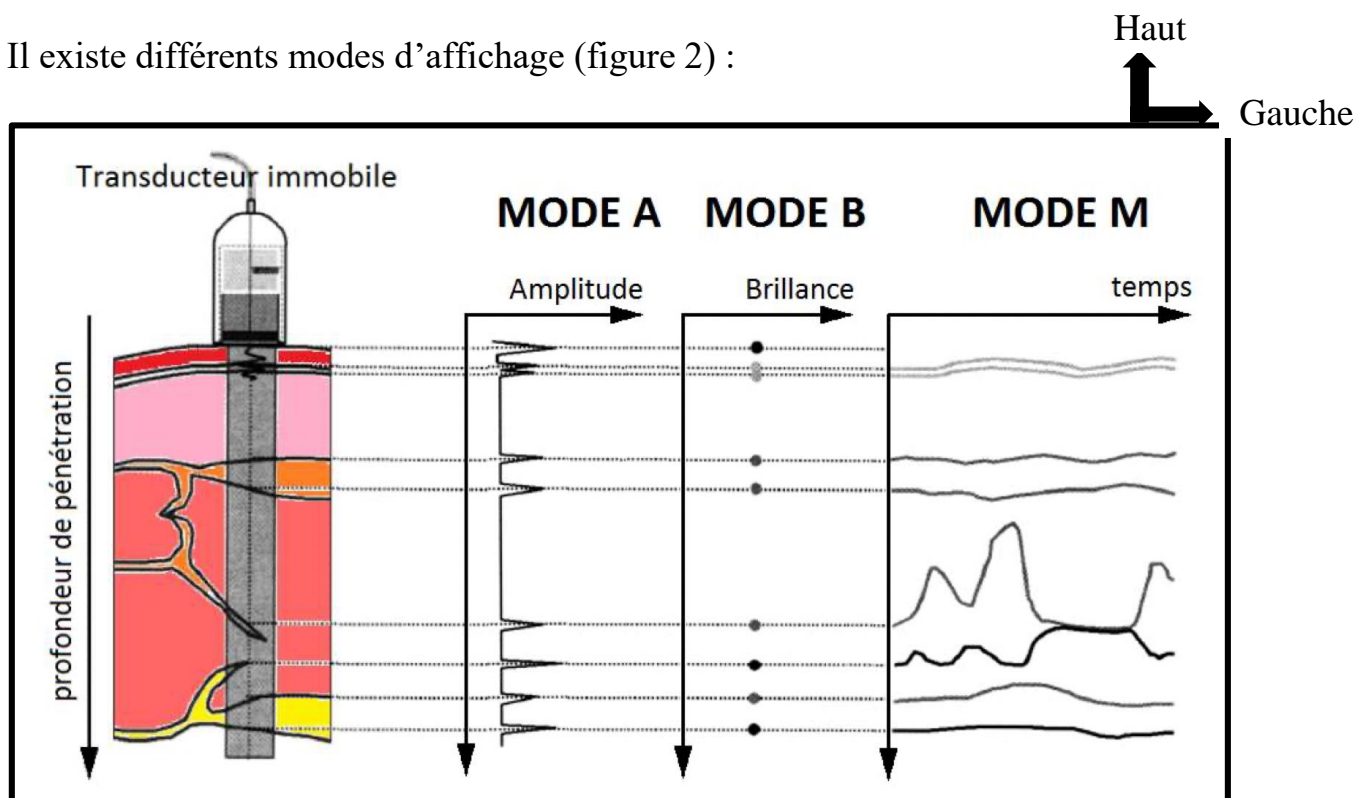 Haut
Il existe différents modes d’affichage (figure 2) :
Gauche
Transducteur immobile
MODE A MODE B MODE M
Amplitude Brillance temps
profondeur de pénétration